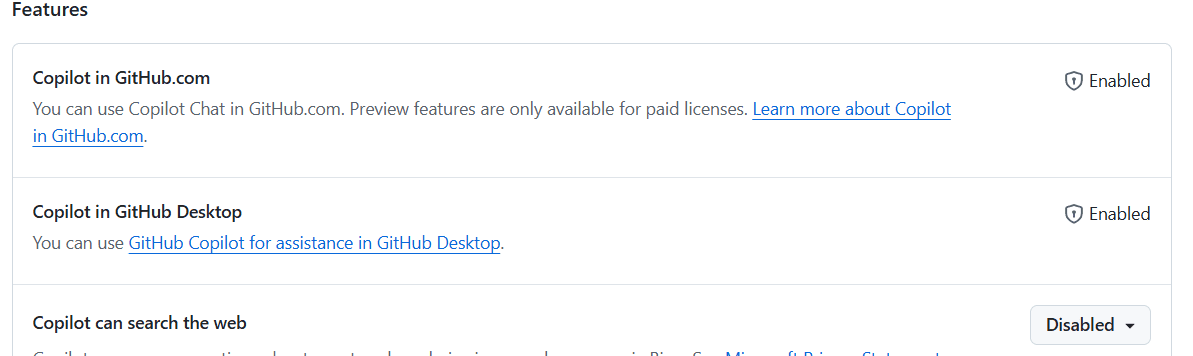 Features
Copilot in GitHub.com
Enabled
You can use Copilot Chat in GitHub.com. Preview features are only available for paid licenses. Learn more about Copilot
in GitHub.com.
Copilot in GitHub Desktop
Enabled
You can use GitHub Copilot for assistance in GitHub Desktop.
Copilot can search the web
Disabled